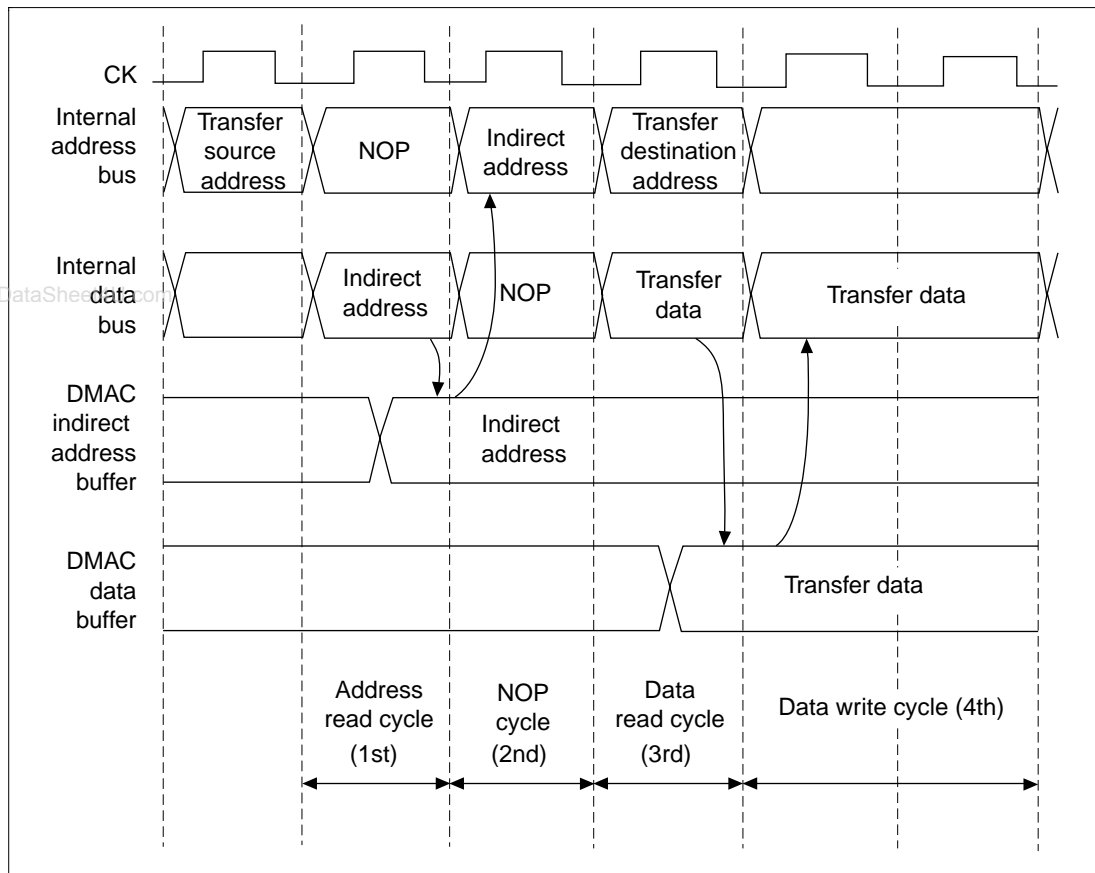 CK
Internal
address
bus
Transfer
source
address
NOP
Indirect
address
Transfer
destination
address
Internal
data
bus
Indirect
address
NOP
Transfer
data
Transfer data
DMAC
indirect
address
buffer
Indirect
address
DMAC
data
buffer
Transfer data
Address
read cycle
(1st)
NOP
cycle
(2nd)
Data
read cycle
(3rd)
Data write cycle (4th)